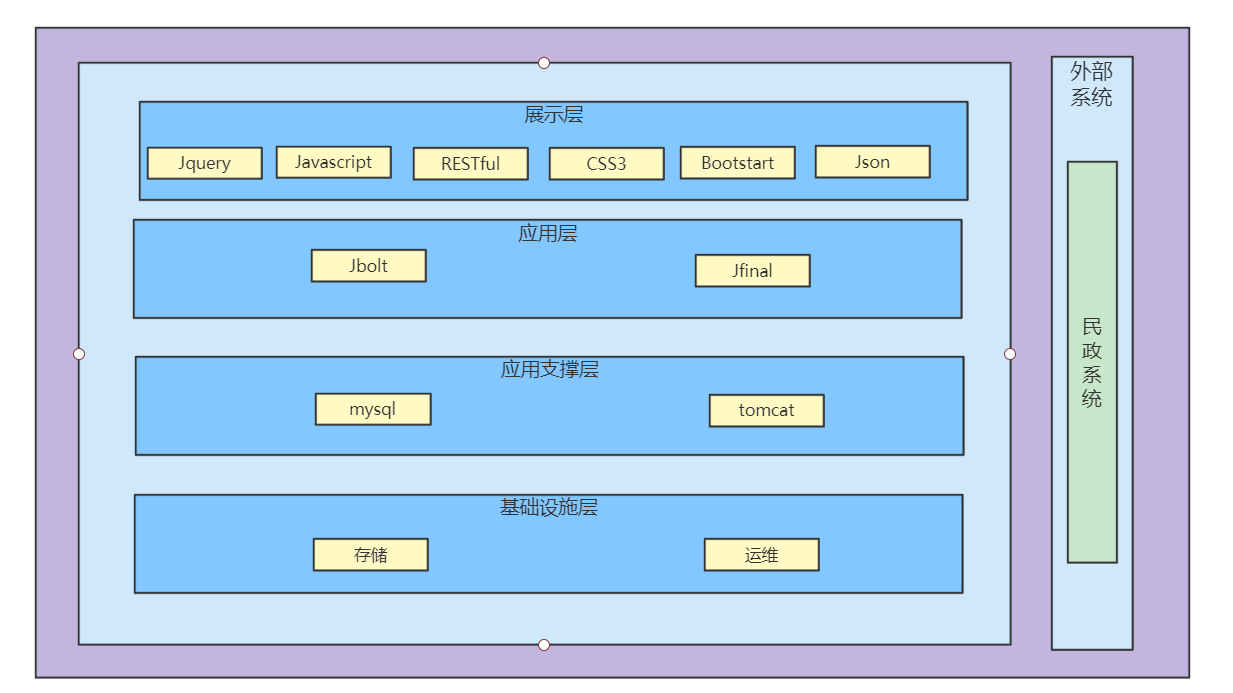 展示层
Jquery
Javascript
RESTful
CSS3
Bootstart
Json
应用层
Jbolt
Jfinal
应用支撑层
mysql
tomcat
基础设施层
存储
运维
外部
系统
民
政
系
统